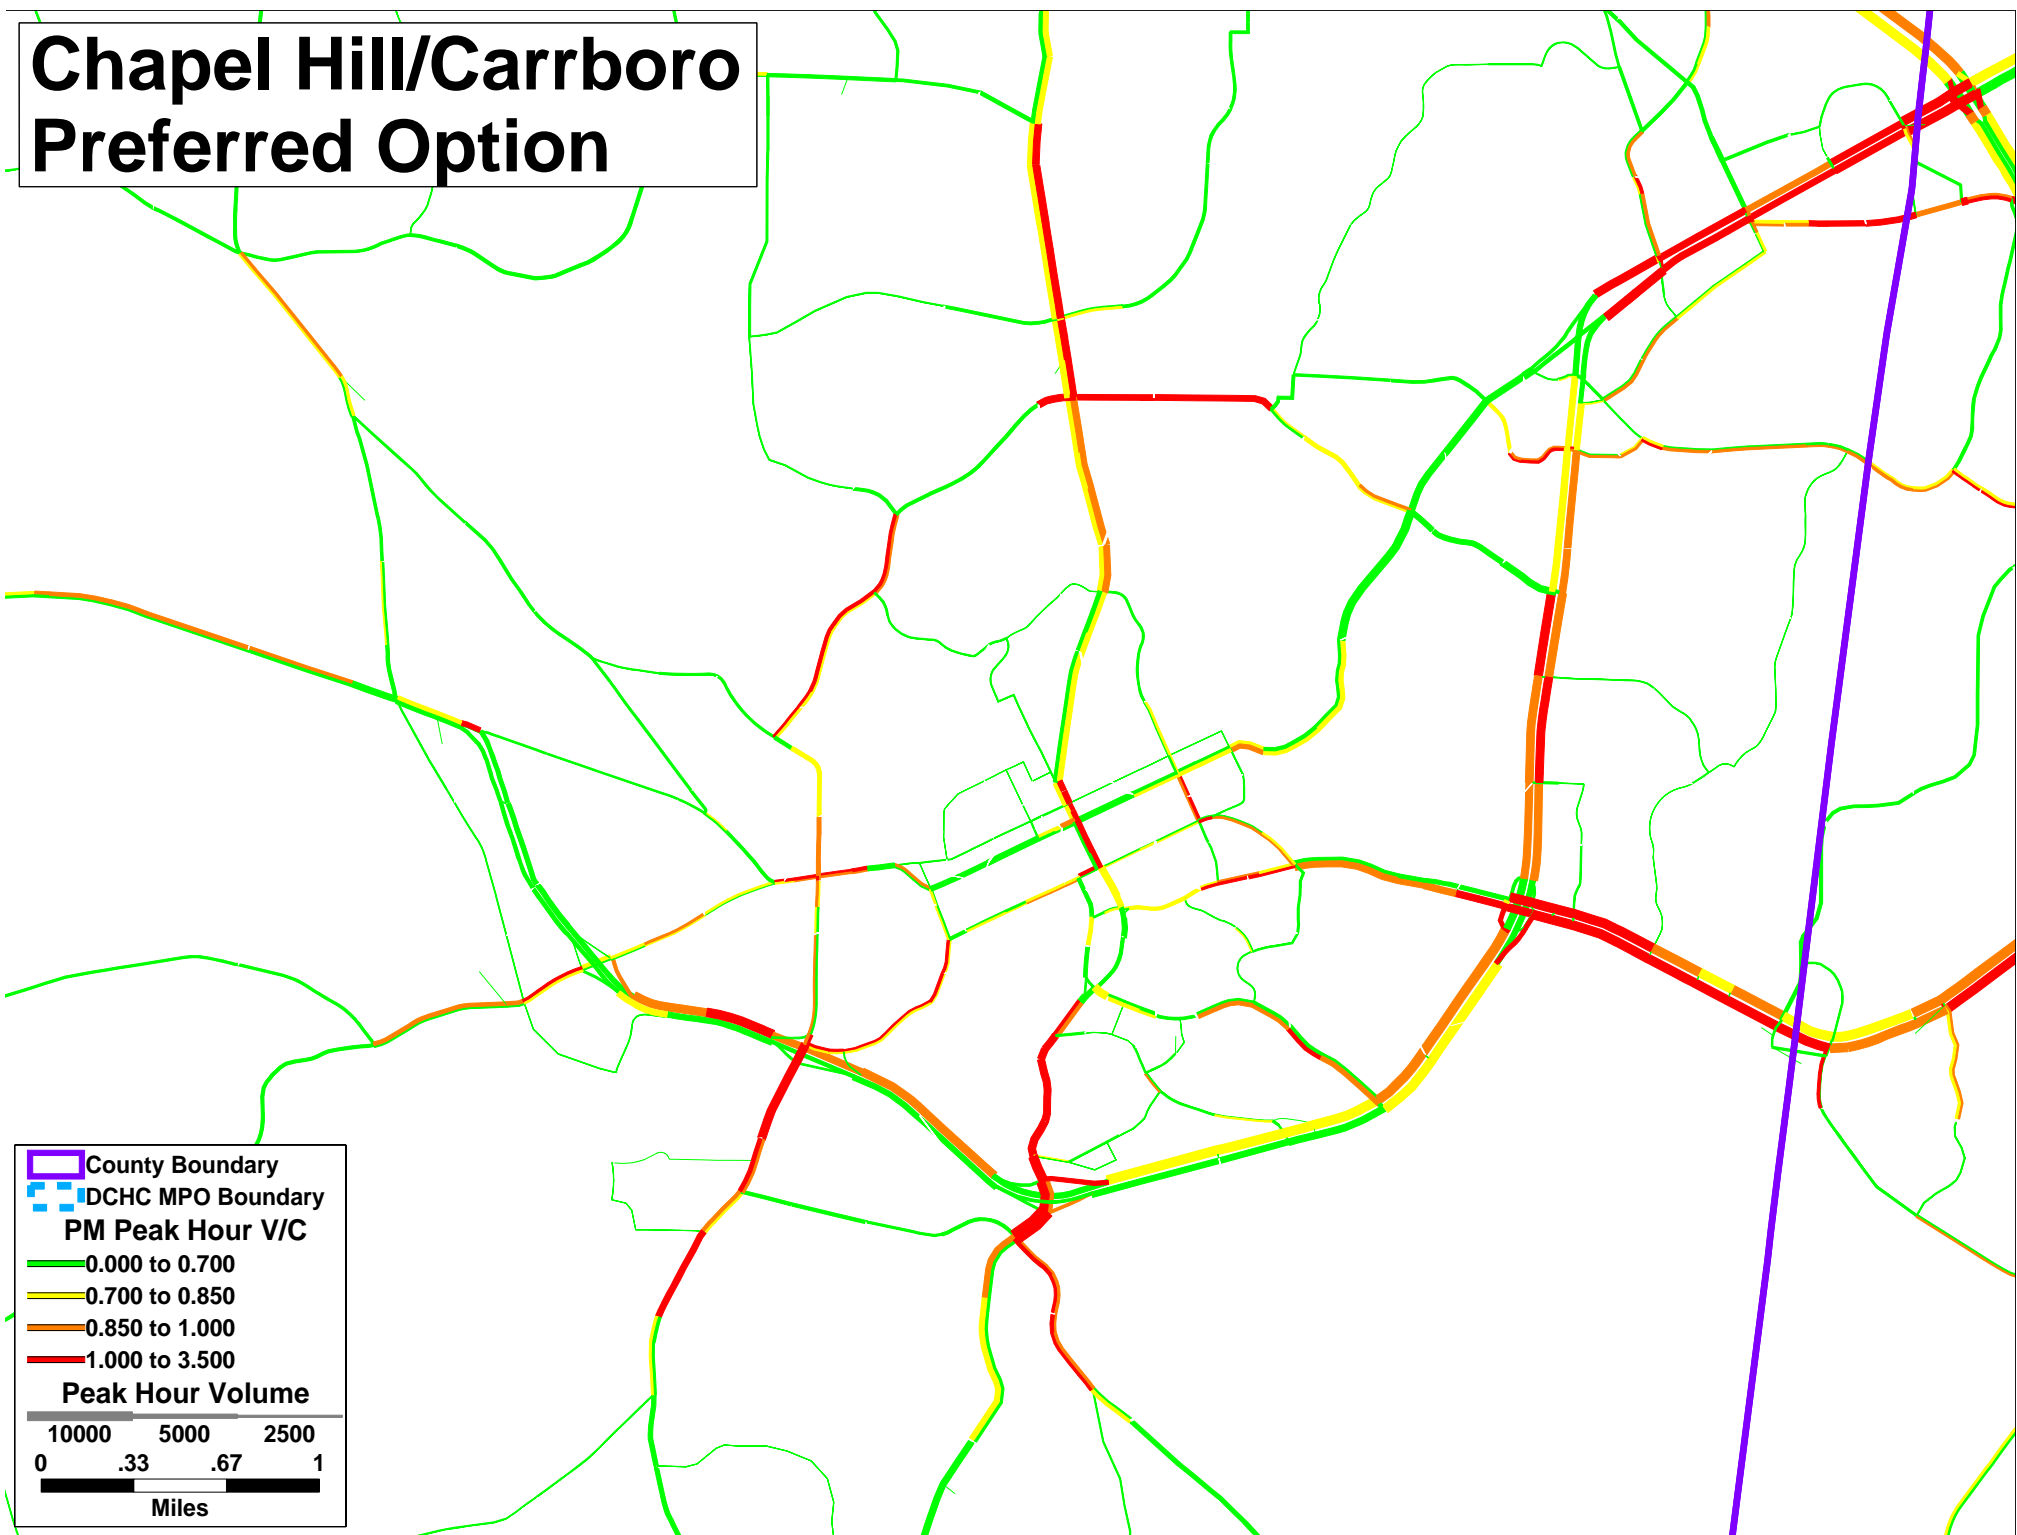 Chapel Hill/Carrboro
Preferred Option
County Boundary
DCHC MPO Boundary
PM Peak Hour V/C
0.000 to 0.700
0.700 to 0.850
0.850 to 1.000
1.000 to 3.500
Peak Hour Volume
10000 5000 2500
0 .33 .67 1
Miles